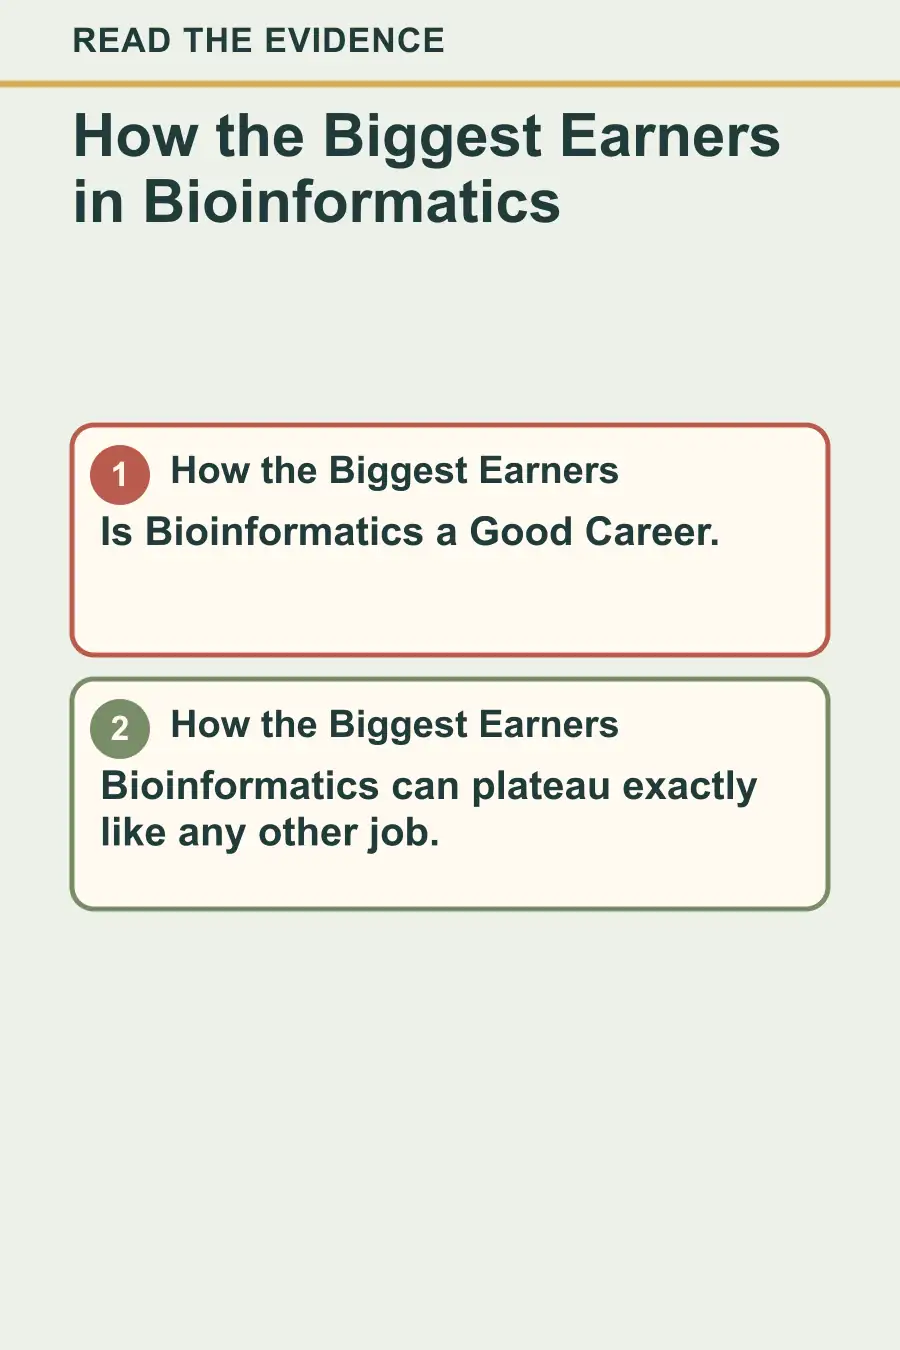 READ THE EVIDENCE
How the Biggest Earners
in Bioinformatics
1 How the Biggest Earners
Is Bioinformatics a Good Career.
2 How the Biggest Earners
Bioinformatics can plateau exactly
like any other job.